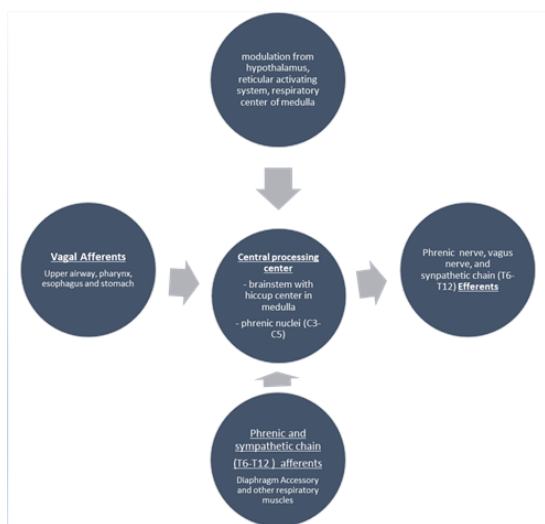 modulation from
hypothalamus,
reticular activating
system, respiratory
center of medulla
Vagal Afferents
Upper airway, pharynx,
esophagus and stomach
Central processing
center
- brainstem with
hiccup center in
medulla
- phrenic nuclei (C3-
C5)
Phrenic nerve, vagus
nerve, and
synpathetic chain (T6-
T12) Efferents
Phrenic and
sympathetic chain
(T6-T12 ) afferents
Diaphragm Accessory
and other respiratory
muscles